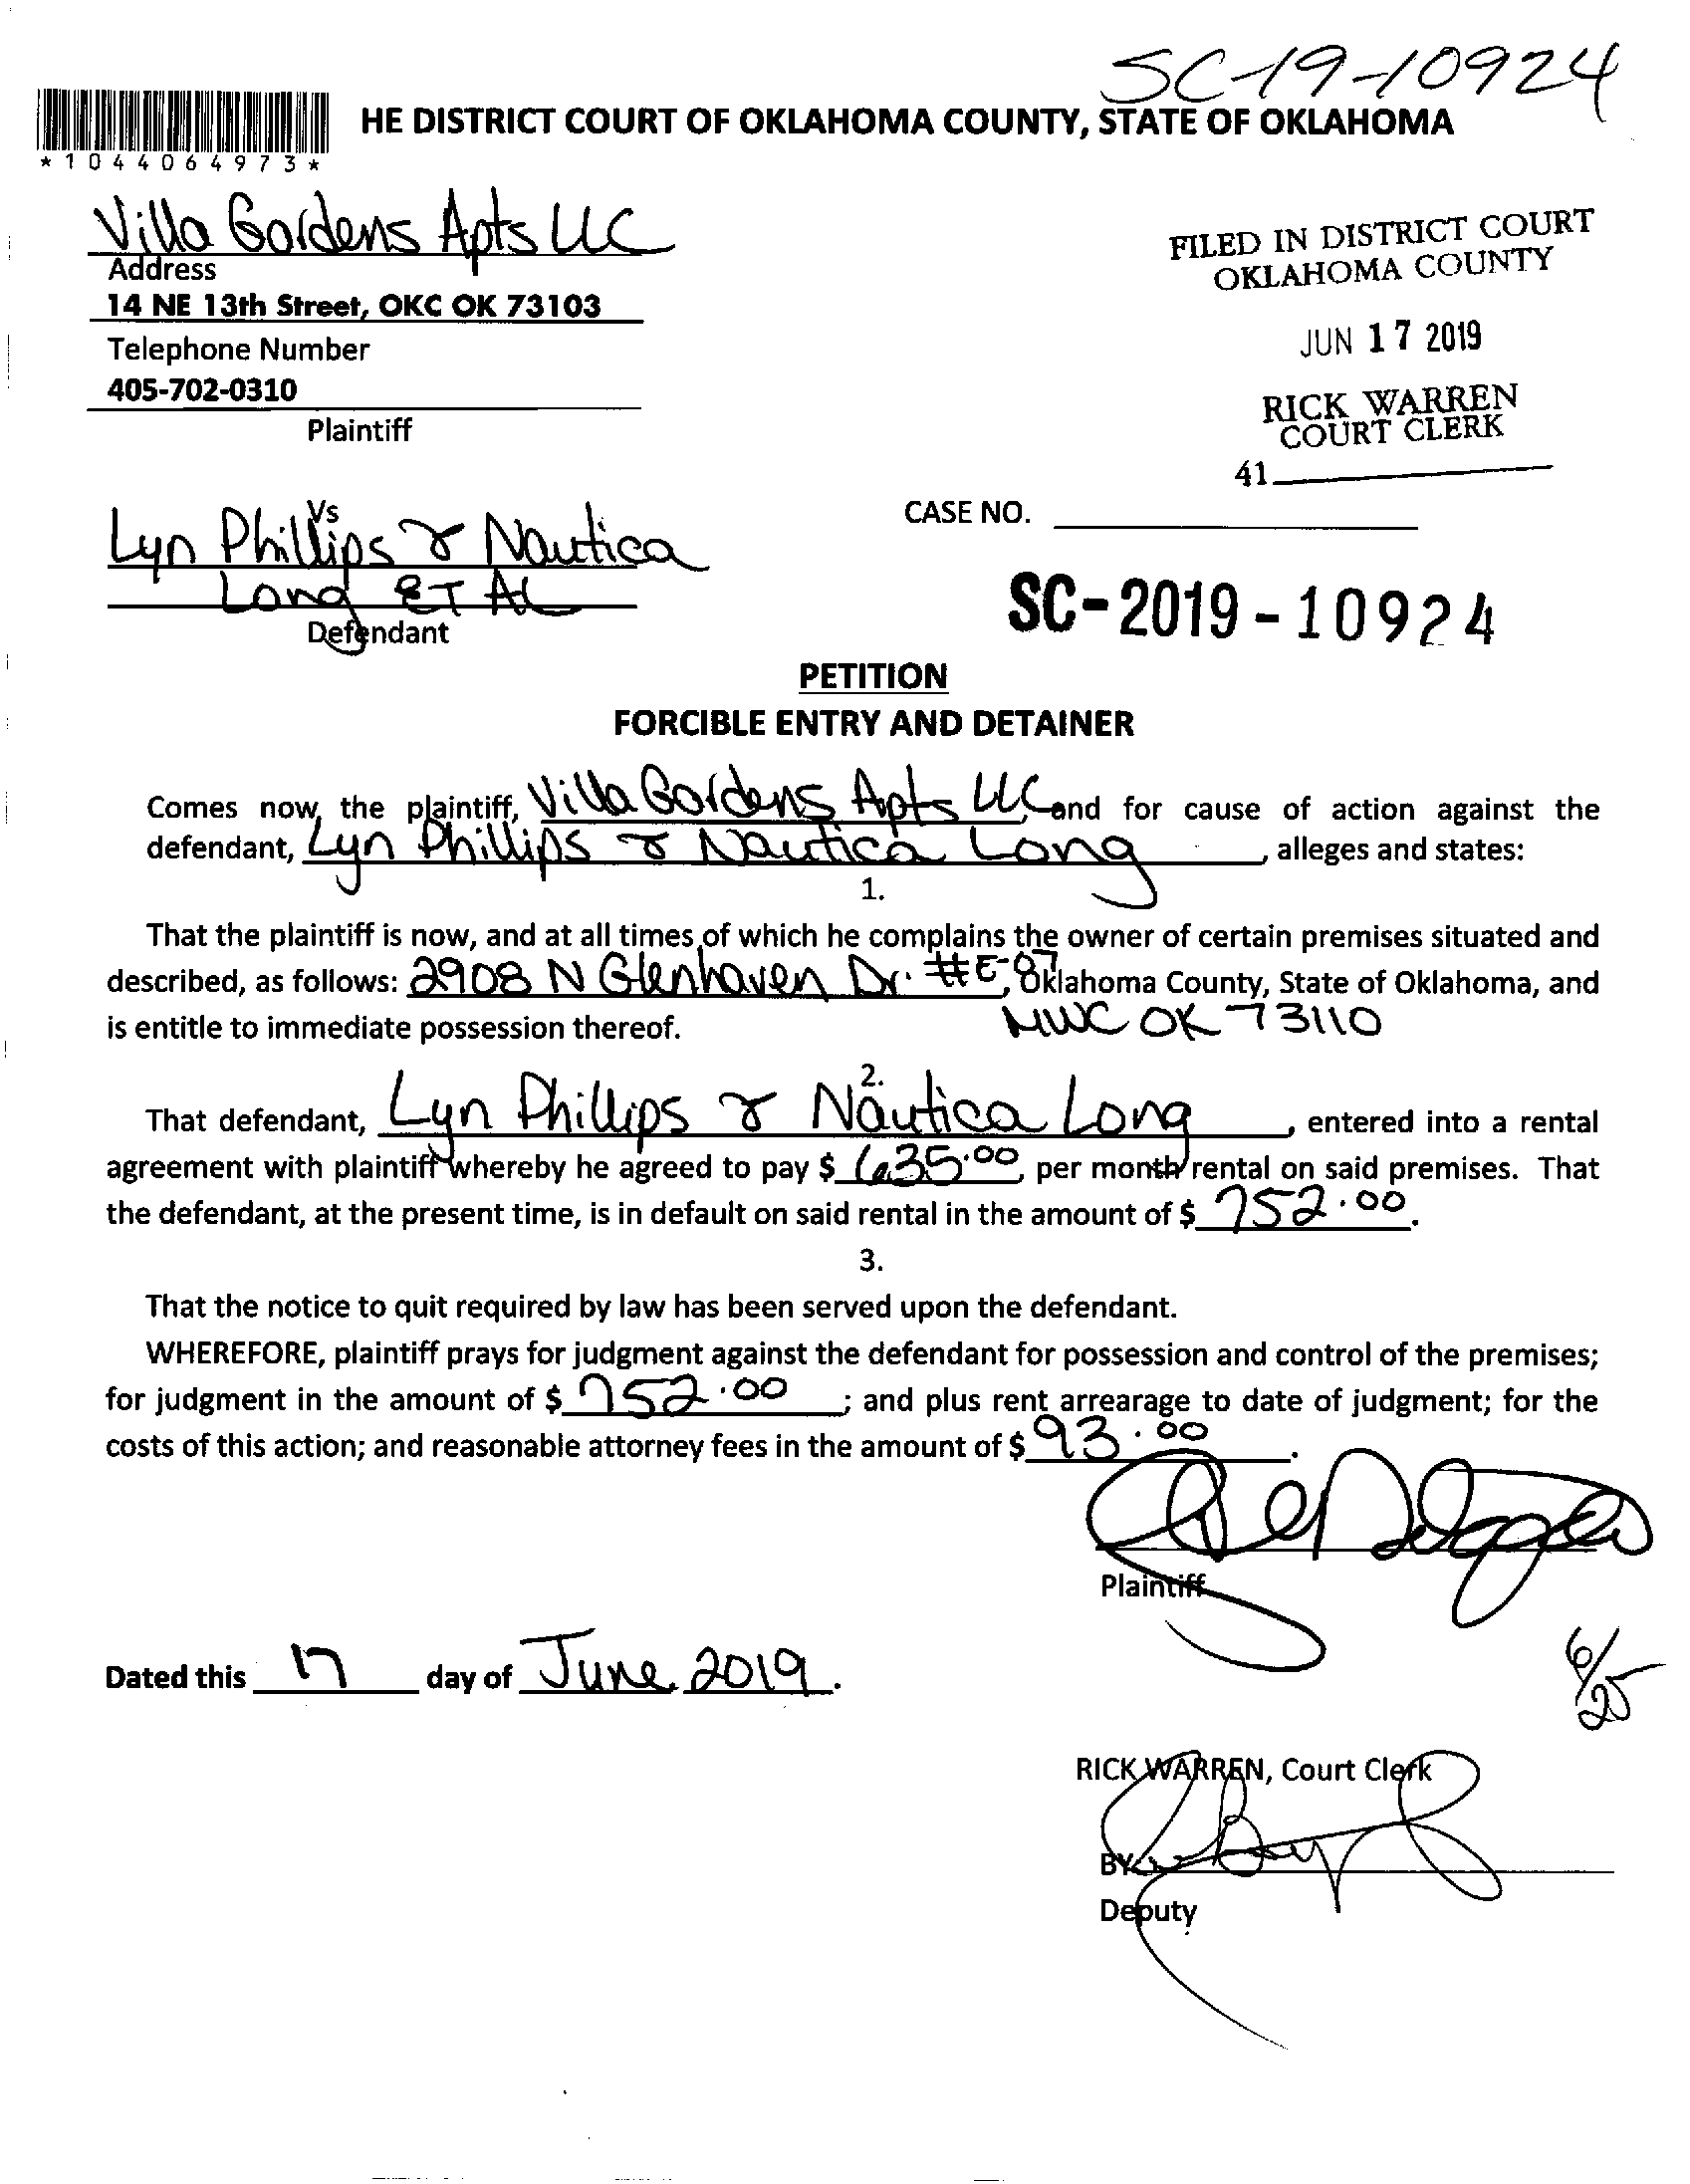 SC-19-10924
HE DISTRICT COURT OF OKLAHOMA COUNTY, STATE OF OKLAHOMA
*1044064973*
Villa Gardens Apts LLC
Address
14 NE 13th Street, OKC OK 73103
Telephone Number
405-702-0310
Plaintiff
FILED IN DISTRICT COURT
OKLAHOMA COUNTY
JUN 17 2019
RICK WARREN
COURT CLERK
41
Vs
Lyn Phillips & Nautica
Long ET AL
Defendant
CASE NO.
SC-2019-10924
PETITION
FORCIBLE ENTRY AND DETAINER
Comes now, the plaintiff, Villa Gardens Apts LLC, and for cause of action against the
defendant, Lyn Phillips & Nautica Long, alleges and states:
1.
That the plaintiff is now, and at all times of which he complains the owner of certain premises situated and
described, as follows: 2908 N Glenhaven Dr. #E-87, Oklahoma County, State of Oklahoma, and
is entitle to immediate possession thereof. MWC OK 73110
2.
That defendant, Lyn Phillips & Nautica Long, entered into a rental
agreement with plaintiff whereby he agreed to pay $ 635.00, per month rental on said premises. That
the defendant, at the present time, is in default on said rental in the amount of $ 752.00.
3.
That the notice to quit required by law has been served upon the defendant.
WHEREFORE, plaintiff prays for judgment against the defendant for possession and control of the premises;
for judgment in the amount of $ 752.00; and plus rent arrearage to date of judgment; for the
costs of this action; and reasonable attorney fees in the amount of $ 93.00.
Plaintiff
Dated this 17 day of June 2019.
6/25
RICK WARREN, Court Clerk
BY
Deputy